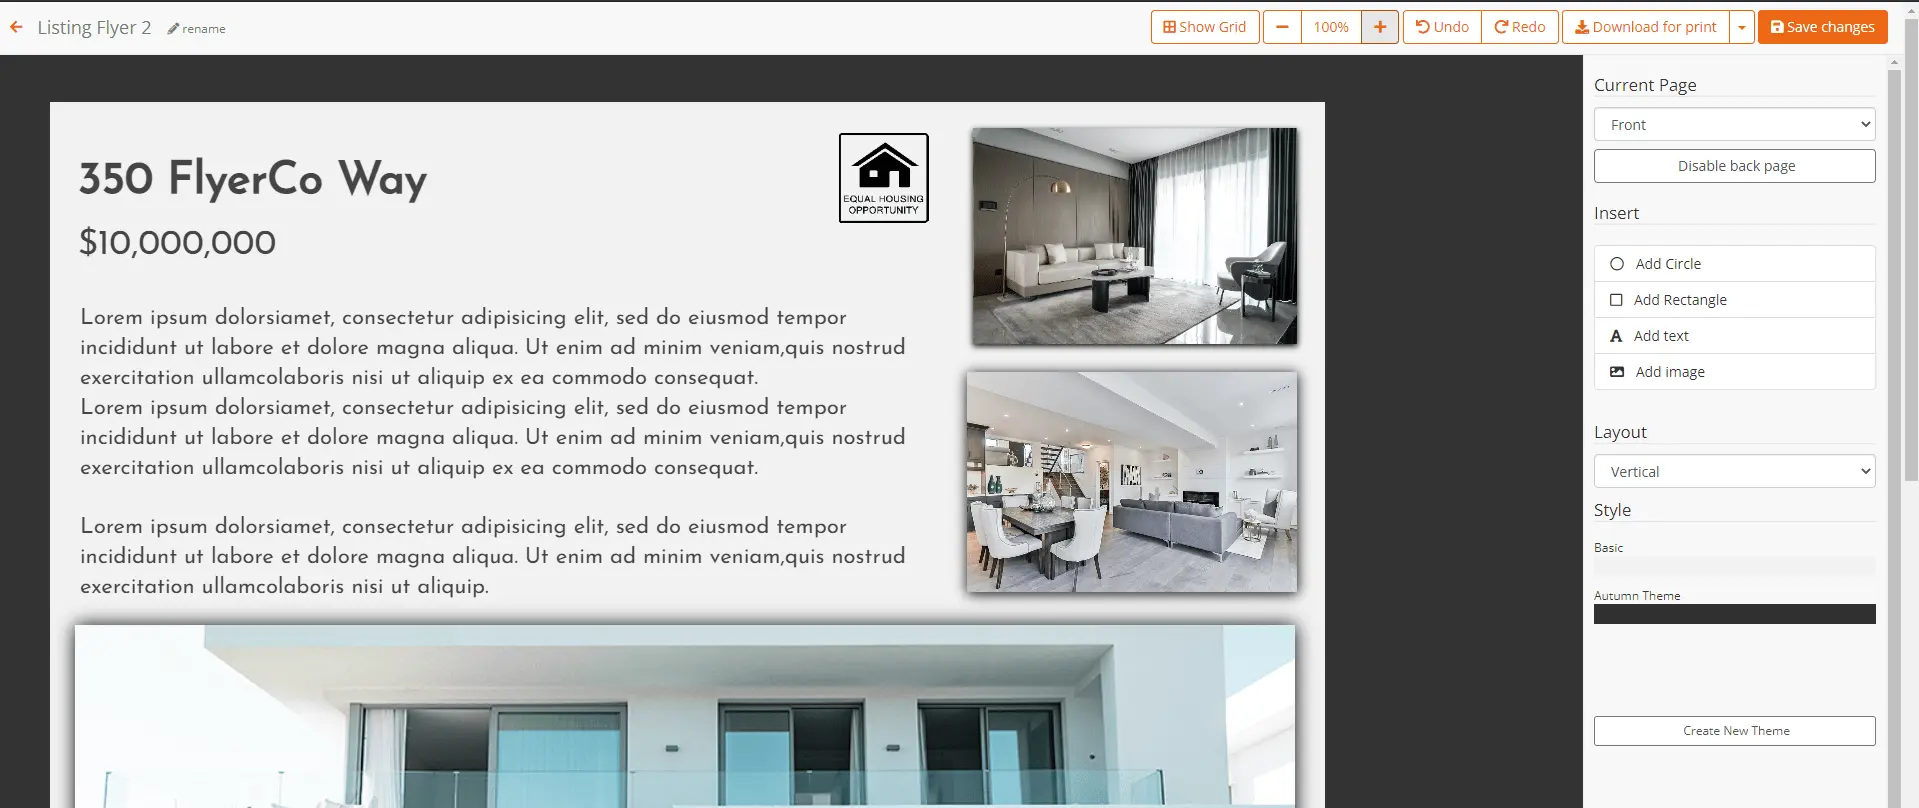 Listing Flyer 2 rename
Show Grid 100% Undo Redo Download for print Save changes
350 FlyerCo Way
$10,000,000
EQUAL HOUSING
OPPORTUNITY
Lorem ipsum dolorsiamet, consectetur adipisicing elit, sed do eiusmod tempor
incididunt ut labore et dolore magna aliqua. Ut enim ad minim veniam,quis nostrud
exercitation ullamcolaboris nisi ut aliquip ex ea commodo consequat.
Lorem ipsum dolorsiamet, consectetur adipisicing elit, sed do eiusmod tempor
incididunt ut labore et dolore magna aliqua. Ut enim ad minim veniam,quis nostrud
exercitation ullamcolaboris nisi ut aliquip ex ea commodo consequat.
Lorem ipsum dolorsiamet, consectetur adipisicing elit, sed do eiusmod tempor
incididunt ut labore et dolore magna aliqua. Ut enim ad minim veniam,quis nostrud
exercitation ullamcolaboris nisi ut aliquip.
Current Page
Front
Disable back page
Insert
Add Circle
Add Rectangle
Add text
Add image
Layout
Vertical
Style
Basic
Autumn Theme
Create New Theme